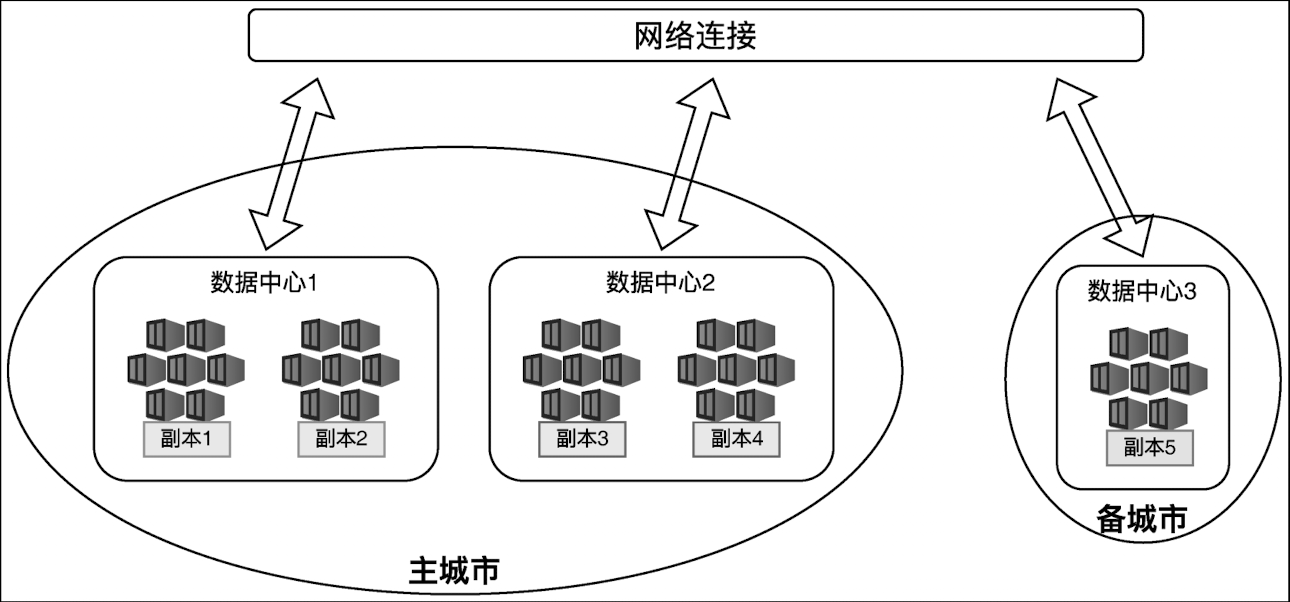 网络连接
数据中心1
数据中心2
数据中心3
副本1
副本2
副本3
副本4
副本5
主城市
备城市